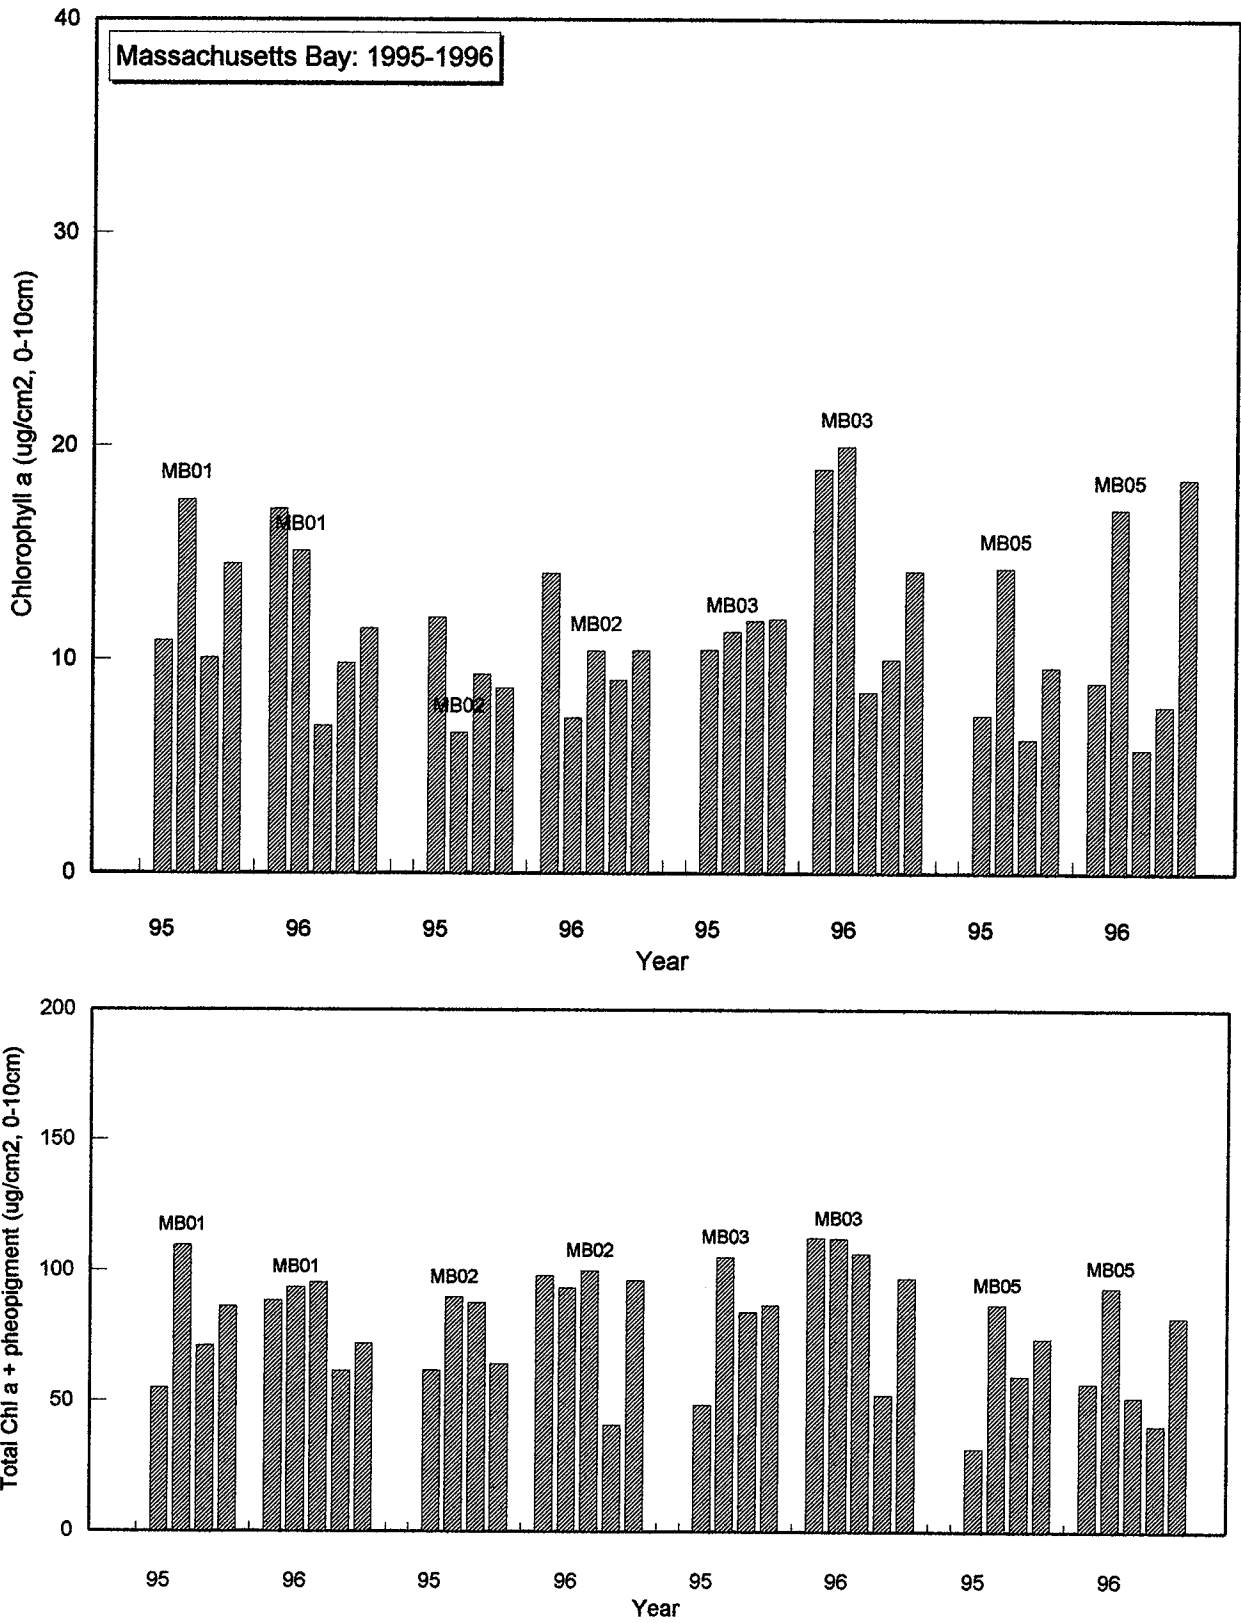 40
Massachusetts Bay: 1995-1996
30
20
10
0
Chlorophyll a (ug/cm2, 0-10cm)
MB01
MB01
MB02
MB02
MB03
MB03
MB05
MB05
95
96
95
96
95
96
95
96
Year
200
150
100
50
0
Total Chl a + pheopigment (ug/cm2, 0-10cm)
MB01
MB01
MB02
MB02
MB03
MB03
MB05
MB05
95
96
95
96
95
96
95
96
Year